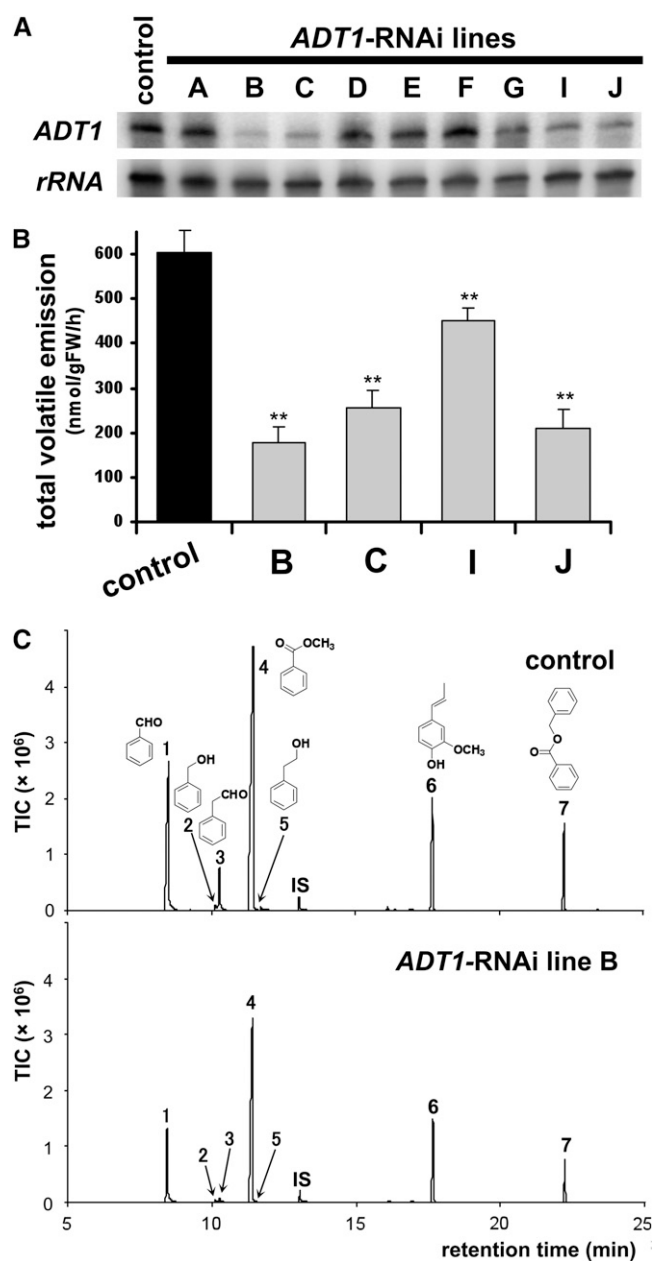 A
control
ADT1-RNAi lines
A B C D E F G I J
ADT1
rRNA
B
total volatile emission
(nmol/gFW/h)
600
500
400
300
200
100
0
**
**
**
**
control
B
C
I
J
C
TIC (× 10⁶)
4
3
2
1
0
control
CHO
1
OH
2
CHO
3
O
OCH₃
4
OH
5
IS
OCH₃
OH
6
O
O
7
ADT1-RNAi line B
TIC (× 10⁶)
4
3
2
1
0
1
2
3
4
5
IS
6
7
5 10 15 20 25
retention time (min)